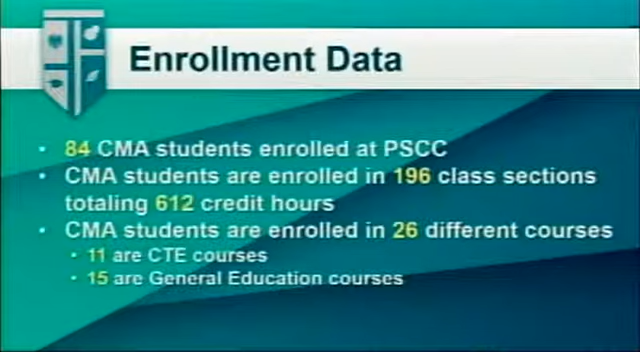 Enrollment Data
• 84 CMA students enrolled at PSCC
• CMA students are enrolled in 196 class sections
totaling 612 credit hours
• CMA students are enrolled in 26 different courses
• 11 are CTE courses
• 15 are General Education courses